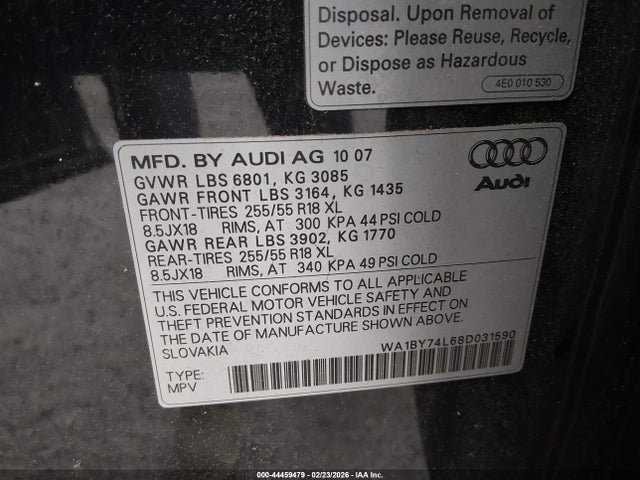 Disposal. Upon Removal of
Devices: Please Reuse, Recycle,
or Dispose as Hazardous
Waste.
4E0 010 530
MFD. BY AUDI AG 10 07
GVWR LBS 6801, KG 3085
GAWR FRONT LBS 3164, KG 1435
FRONT-TIRES 255/55 R18 XL
8.5JX18 RIMS, AT 300 KPA 44 PSI COLD
GAWR REAR LBS 3902, KG 1770
REAR-TIRES 255/55 R18 XL
8.5JX18 RIMS, AT 340 KPA 49 PSI COLD
Audi
THIS VEHICLE CONFORMS TO ALL APPLICABLE
U.S. FEDERAL MOTOR VEHICLE SAFETY AND
THEFT PREVENTION STANDARDS IN EFFECT ON
THE DATE OF MANUFACTURE SHOWN ABOVE.
SLOVAKIA
WA1BY74L68D031590
TYPE:
MPV
000-44459479 - 02/23/2026 - IAA Inc.